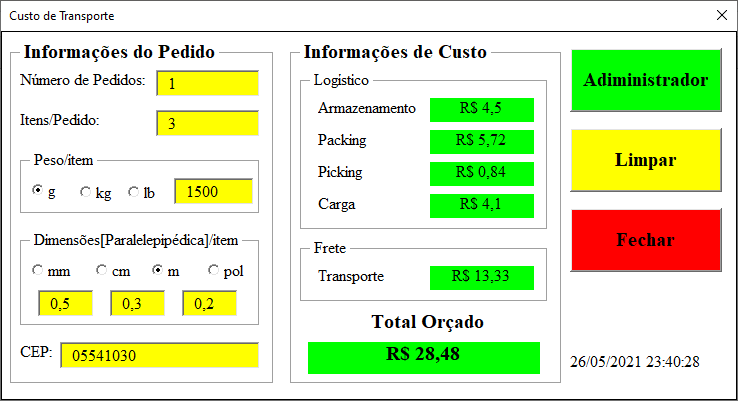 Custo de Transporte
Informações do Pedido
Número de Pedidos: 1
Itens/Pedido: 3
Peso/item
g kg lb 1500
Dimensões[Paralelepipédica]/item
mm cm m pol
0,5 0,3 0,2
CEP: 05541030
Informações de Custo
Logistico
Armazenamento R$ 4,5
Packing R$ 5,72
Picking R$ 0,84
Carga R$ 4,1
Frete
Transporte R$ 13,33
Total Orçado
R$ 28,48
Adiministrador
Limpar
Fechar
26/05/2021 23:40:28